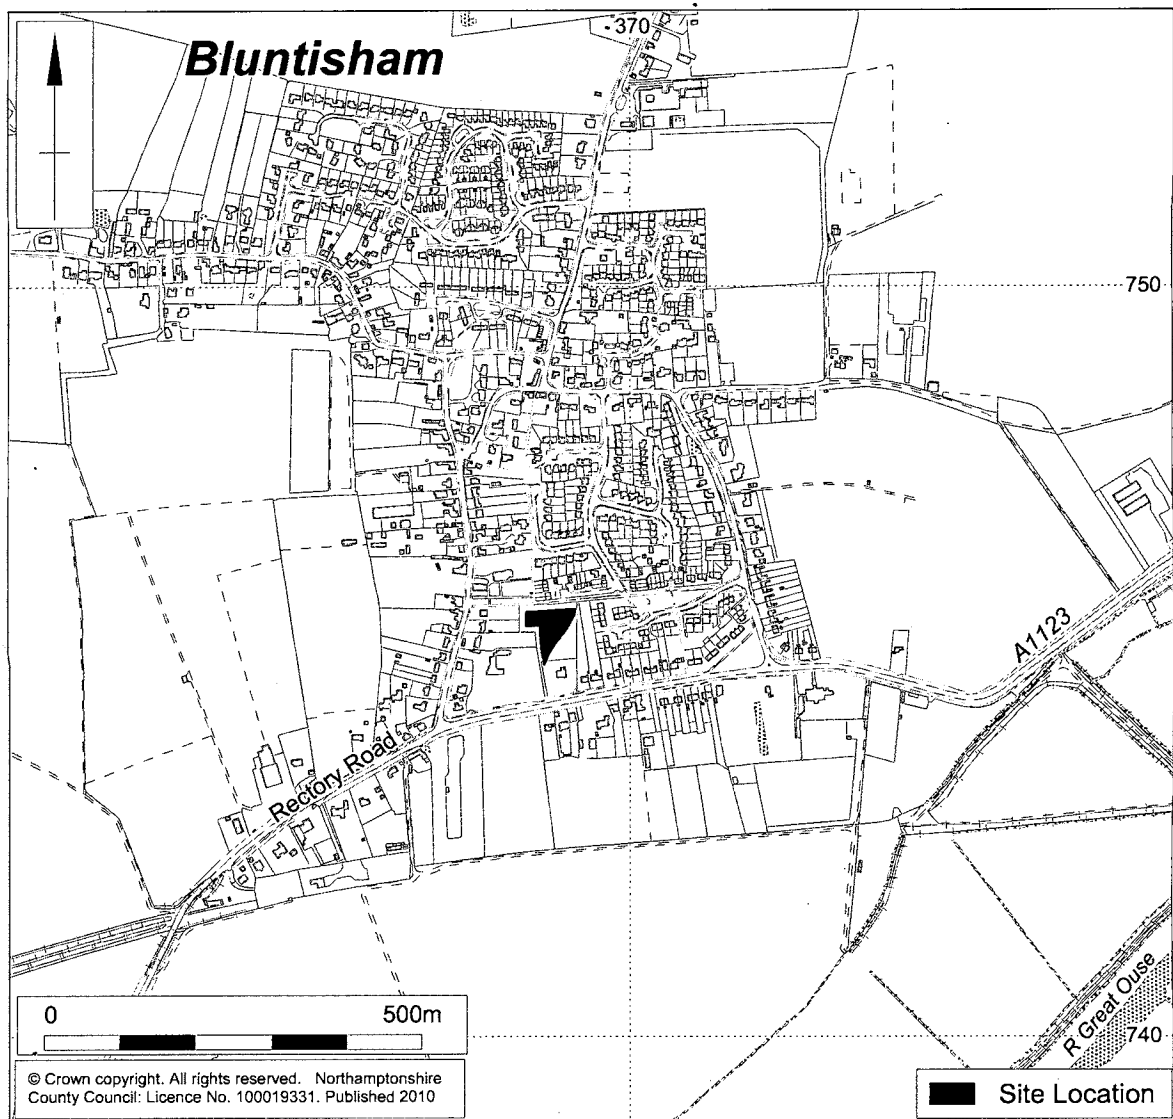 370
Bluntisham
750
A1123
Rectory Road
R Great Ouse
0 500m
740
© Crown copyright. All rights reserved. Northamptonshire
County Council: Licence No. 100019331. Published 2010
Site Location